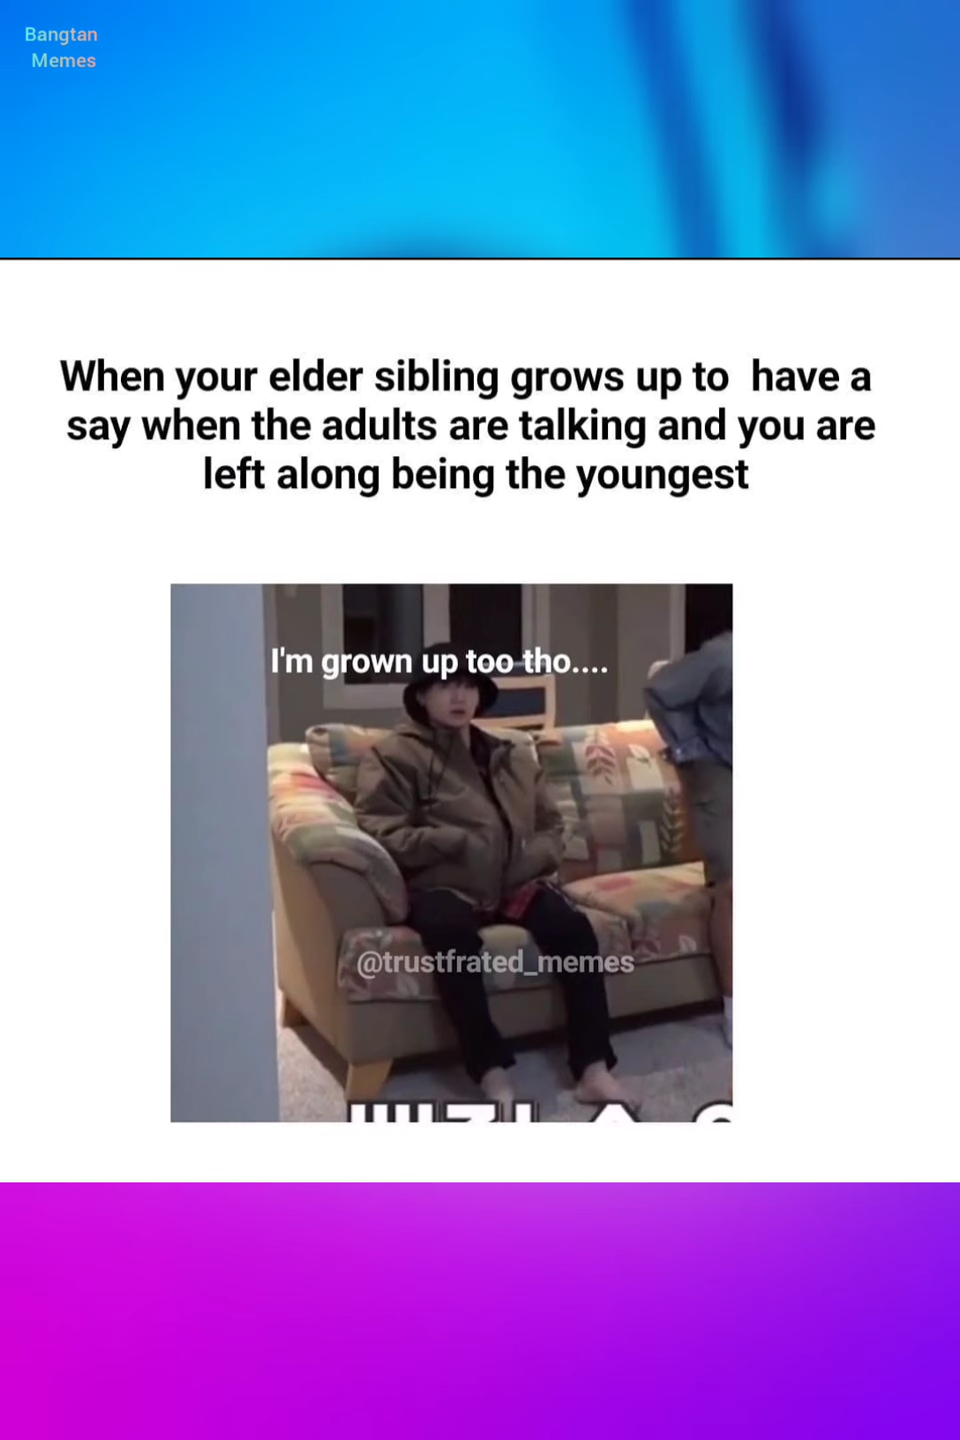 Bangtan
Memes
When your elder sibling grows up to  have a
say when the adults are talking and you are
left along being the youngest
I'm grown up too tho....
@trustfrated_memes